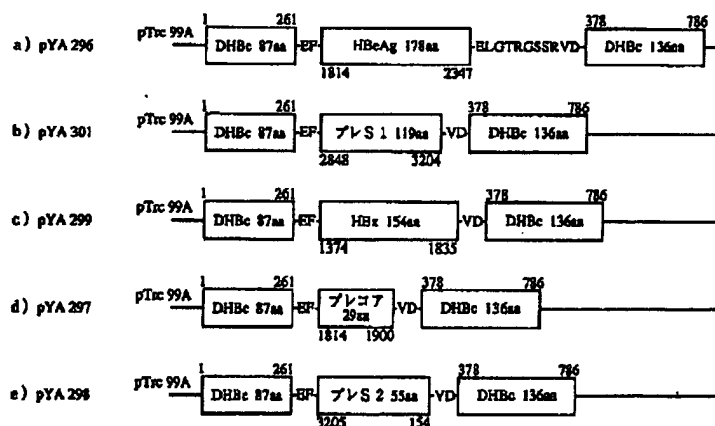 1 261 378 786
a) pYA 296 pTrc 99A DHBc 87aa -EF- HBeAg 178aa ELGTRGSSRVD DHBc 136aa
1814 2347
1 261 378 786
b) pYA 301 pTrc 99A DHBc 87aa -EF- プレS1 119aa -VD- DHBc 136aa
2848 3204
1 261 378 786
c) pYA 299 pTrc 99A DHBc 87aa -EF- HBx 154aa -VD- DHBc 136aa
1374 1835
1 261 378 786
d) pYA 297 pTrc 99A DHBc 87aa -EF- プレコア 29aa -VD- DHBc 136aa
1814 1900
1 261 378 786
e) pYA 298 pTrc 99A DHBc 87aa -EF- プレS2 55aa -VD- DHBc 136aa
3205 154